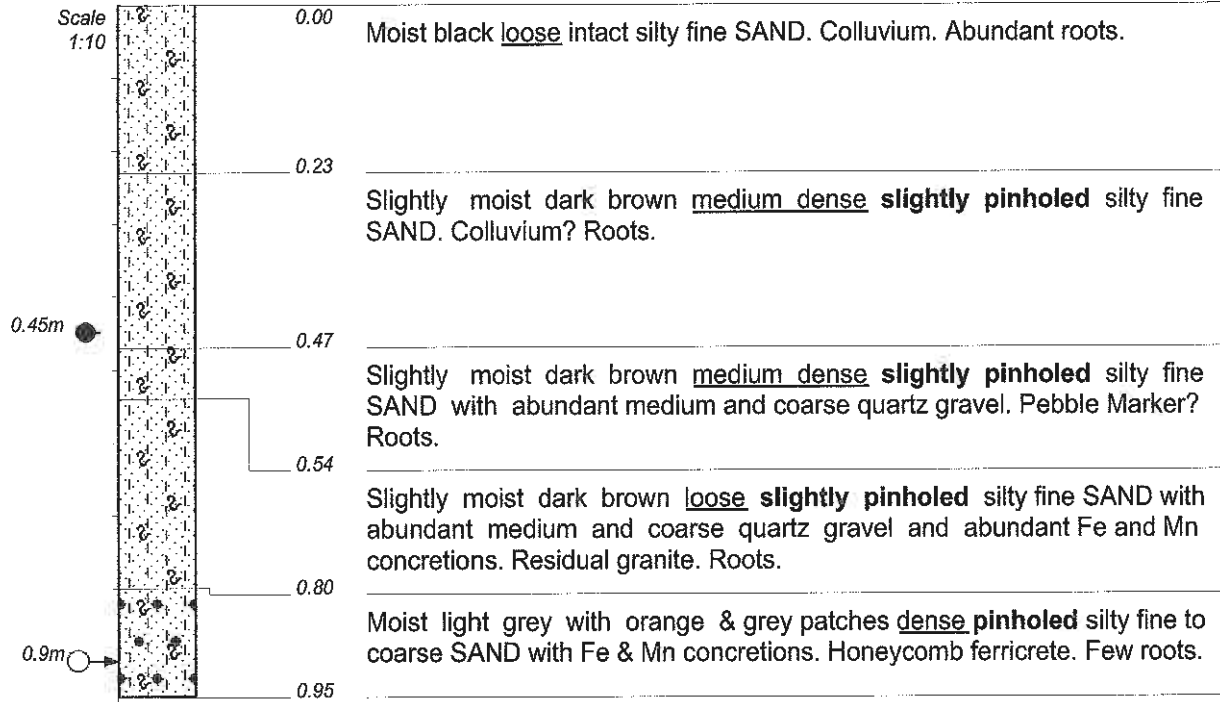 Scale
1:10
0.00
Moist black loose intact silty fine SAND. Colluvium. Abundant roots.
0.23
Slightly moist dark brown medium dense slightly pinholed silty fine
SAND. Colluvium? Roots.
0.45m
0.47
Slightly moist dark brown medium dense slightly pinholed silty fine
SAND with abundant medium and coarse quartz gravel. Pebble Marker?
Roots.
0.54
Slightly moist dark brown loose slightly pinholed silty fine SAND with
abundant medium and coarse quartz gravel and abundant Fe and Mn
concretions. Residual granite. Roots.
0.80
Moist light grey with orange & grey patches dense pinholed silty fine to
coarse SAND with Fe & Mn concretions. Honeycomb ferricrete. Few roots.
0.9m
0.95